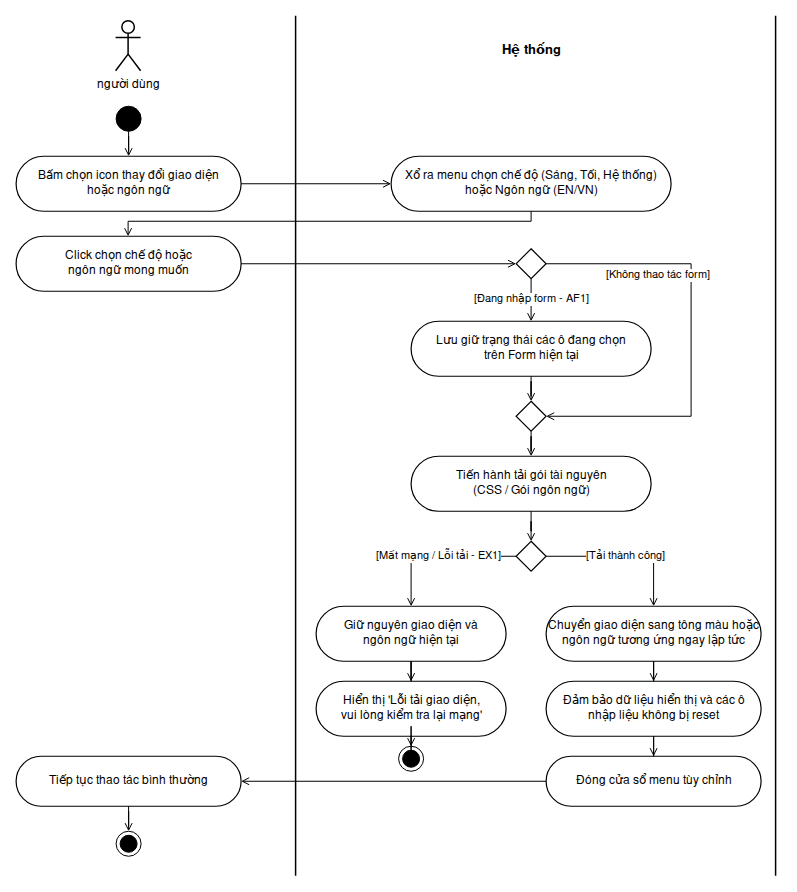 Hệ thống
người dùng
Bấm chọn icon thay đổi giao diện
hoặc ngôn ngữ
Xổ ra menu chọn chế độ (Sáng, Tối, Hệ thống)
hoặc Ngôn ngữ (EN/VN)
Click chọn chế độ hoặc
ngôn ngữ mong muốn
[Không thao tác form]
[Đang nhập form - AF1]
Lưu giữ trạng thái các ô đang chọn
trên Form hiện tại
Tiến hành tải gói tài nguyên
(CSS / Gói ngôn ngữ)
[Mất mạng / Lỗi tải - EX1]
[Tải thành công]
Giữ nguyên giao diện và
ngôn ngữ hiện tại
Chuyển giao diện sang tông màu hoặc
ngôn ngữ tương ứng ngay lập tức
Hiển thị 'Lỗi tải giao diện,
vui lòng kiểm tra lại mạng'
Đảm bảo dữ liệu hiển thị và các ô
nhập liệu không bị reset
Tiếp tục thao tác bình thường
Đóng cửa sổ menu tùy chỉnh